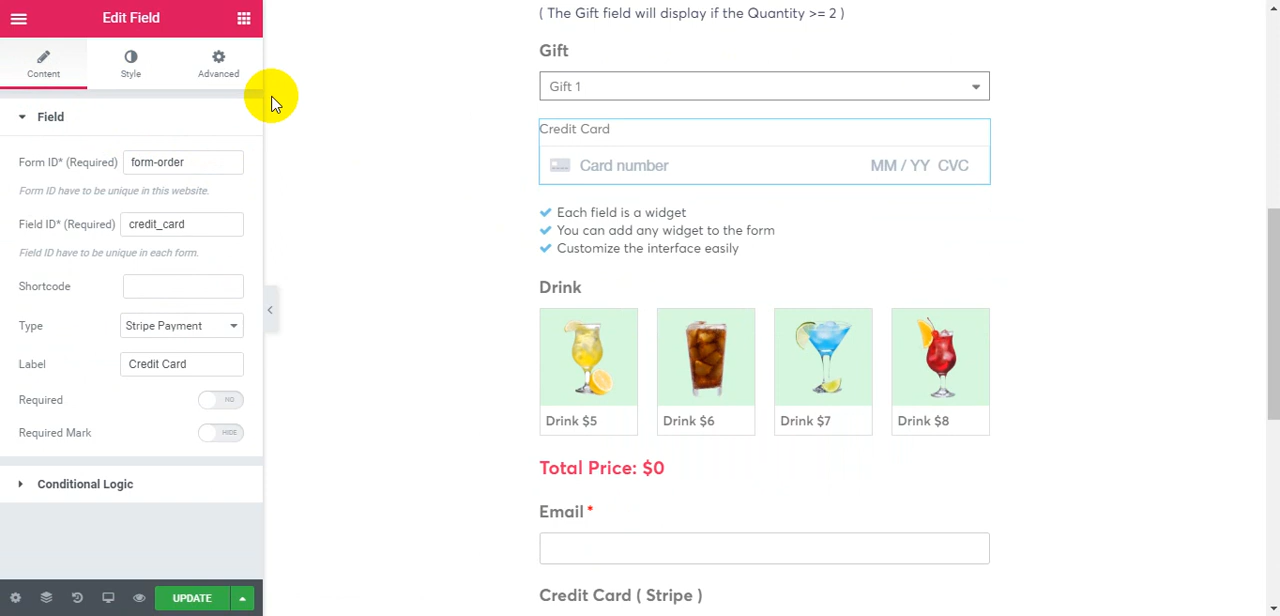 Edit Field
Content
Style
Advanced
Field
Form ID* (Required)
form-order
Form ID have to be unique in this website.
Field ID* (Required)
credit_card
Field ID have to be unique in each form.
Shortcode
Type
Stripe Payment
Label
Credit Card
Required
NO
Required Mark
HIDE
Conditional Logic
UPDATE
( The Gift field will display if the Quantity >= 2 )
Gift
Gift 1
Credit Card
Card number
MM / YY CVC
Each field is a widget
You can add any widget to the form
Customize the interface easily
Drink
Drink $5
Drink $6
Drink $7
Drink $8
Total Price: $0
Email *
Credit Card ( Stripe )